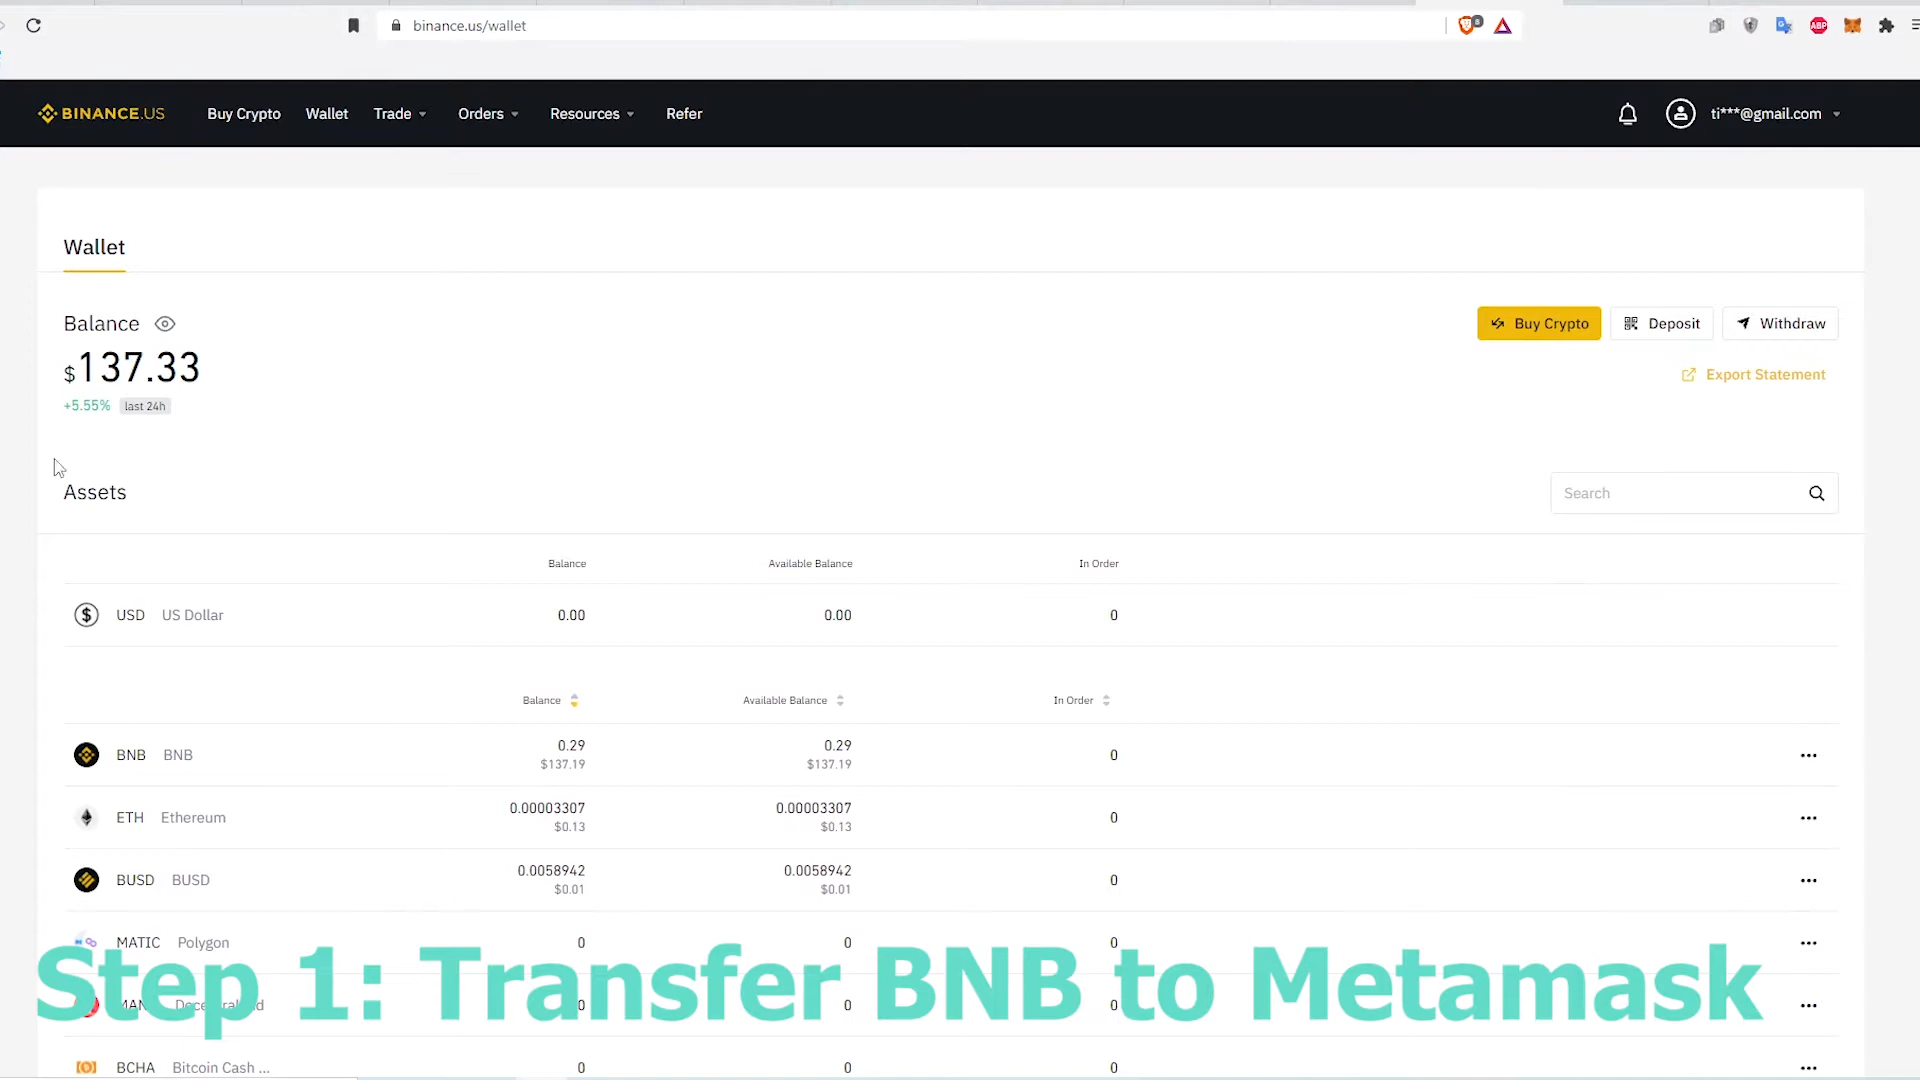 binance.us/wallet
8
ABP
BINANCE.US
Buy Crypto
Wallet
Trade
Orders
Resources
Refer
ti***@gmail.com
Wallet
Balance
$137.33
+5.55% last 24h
Buy Crypto
Deposit
Withdraw
Export Statement
Assets
Search
Balance Available Balance In Order
USD US Dollar 0.00 0.00 0
Balance Available Balance In Order
BNB BNB 0.29 0.29 0
$137.19 $137.19
ETH Ethereum 0.00003307 0.00003307 0
$0.13 $0.13
BUSD BUSD 0.0058942 0.0058942 0
$0.01 $0.01
MATIC Polygon 0 0 0
Step 1: Transfer BNB to Metamask
0 0 0
BCHA Bitcoin Cash ... 0 0 0